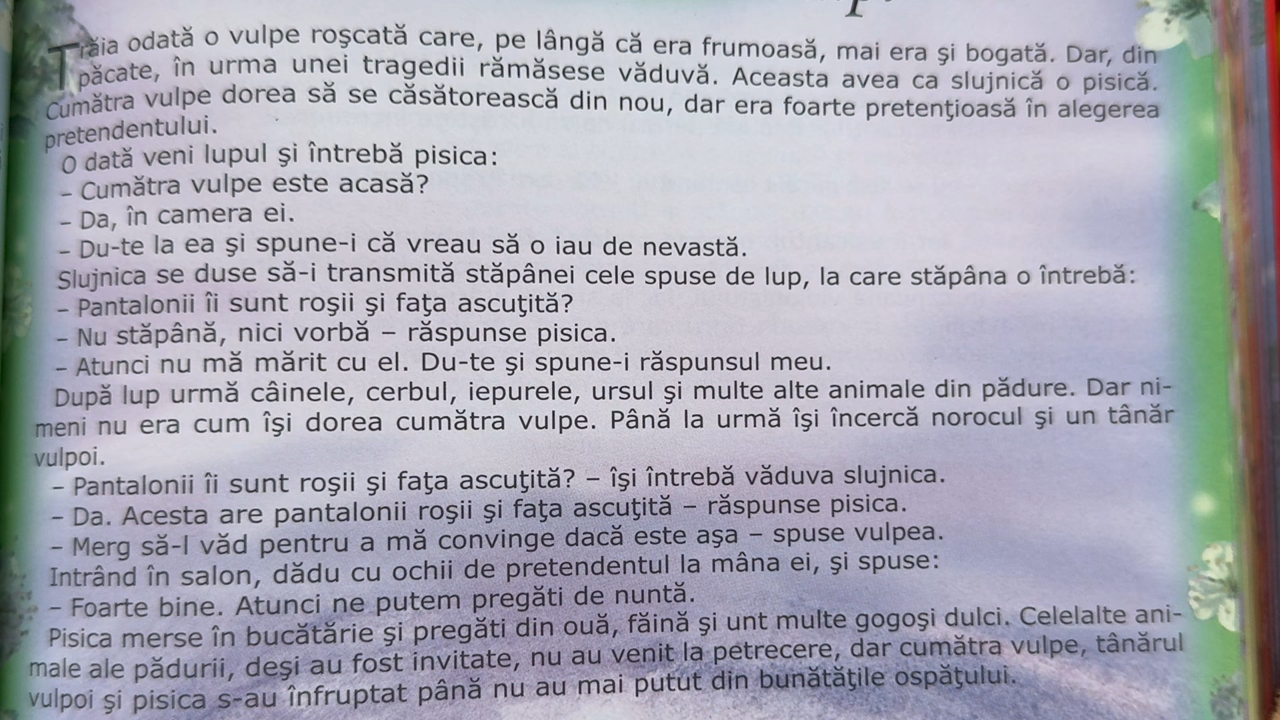 Trăia odată o vulpe roşcată care, pe lângă că era frumoasă, mai era şi bogată. Dar, din
păcate, în urma unei tragedii rămăsese văduvă. Aceasta avea ca slujnică o pisică.
Cumătra vulpe dorea să se căsătorească din nou, dar era foarte pretenţioasă în alegerea
pretendentului.
O dată veni lupul şi întrebă pisica:
- Cumătra vulpe este acasă?
- Da, în camera ei.
- Du-te la ea şi spune-i că vreau să o iau de nevastă.
Slujnica se duse să-i transmită stăpânei cele spuse de lup, la care stăpâna o întrebă:
- Pantalonii îi sunt roşii şi faţa ascuţită?
- Nu stăpână, nici vorbă – răspunse pisica.
- Atunci nu mă mărit cu el. Du-te şi spune-i răspunsul meu.
După lup urmă câinele, cerbul, iepurele, ursul şi multe alte animale din pădure. Dar ni-
meni nu era cum îşi dorea cumătra vulpe. Până la urmă îşi încercă norocul şi un tânăr
vulpoi.
- Pantalonii îi sunt roşii şi faţa ascuţită? – îşi întrebă văduva slujnica.
- Da. Acesta are pantalonii roşii şi faţa ascuţită – răspunse pisica.
- Merg să-l văd pentru a mă convinge dacă este aşa – spuse vulpea.
Intrând în salon, dădu cu ochii de pretendentul la mâna ei, şi spuse:
- Foarte bine. Atunci ne putem pregăti de nuntă.
Pisica merse în bucătărie şi pregăti din ouă, făină şi unt multe gogoşi dulci. Celelalte ani-
male ale pădurii, deşi au fost invitate, nu au venit la petrecere, dar cumătra vulpe, tânărul
vulpoi şi pisica s-au înfruptat până nu au mai putut din bunătăţile ospăţului.